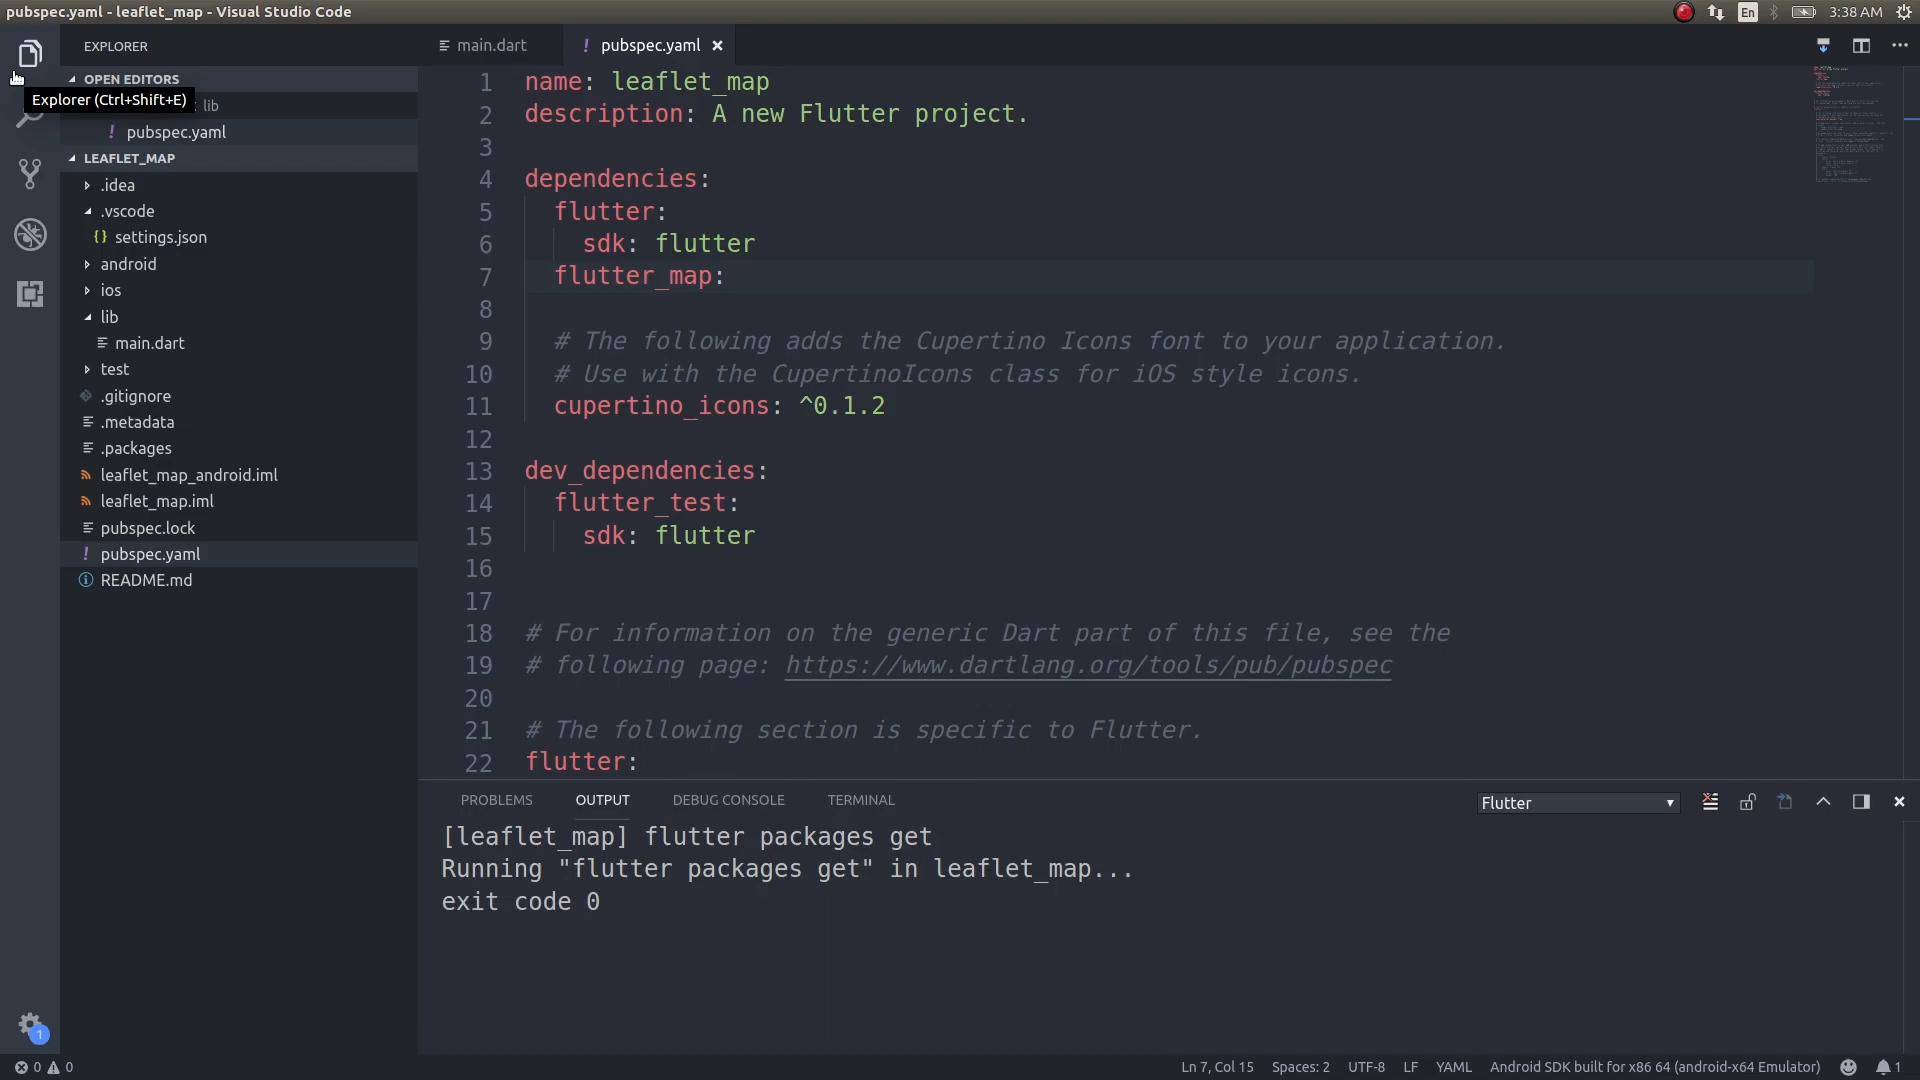 pubspec.yaml - leaflet_map - Visual Studio Code
En
3:38 AM
EXPLORER
OPEN EDITORS
Explorer (Ctrl+Shift+E)
lib
! pubspec.yaml
LEAFLET_MAP
.idea
.vscode
{} settings.json
android
ios
lib
main.dart
test
.gitignore
.metadata
.packages
leaflet_map_android.iml
leaflet_map.iml
pubspec.lock
! pubspec.yaml
README.md
1
main.dart
! pubspec.yaml
1 name: leaflet_map
2 description: A new Flutter project.
3
4 dependencies:
5 flutter:
6 sdk: flutter
7 flutter_map:
8
9 # The following adds the Cupertino Icons font to your application.
10 # Use with the CupertinoIcons class for iOS style icons.
11 cupertino_icons: ^0.1.2
12
13 dev_dependencies:
14 flutter_test:
15 sdk: flutter
16
17
18 # For information on the generic Dart part of this file, see the
19 # following page: https://www.dartlang.org/tools/pub/pubspec
20
21 # The following section is specific to Flutter.
22 flutter:
PROBLEMS OUTPUT DEBUG CONSOLE TERMINAL
Flutter
[leaflet_map] flutter packages get
Running "flutter packages get" in leaflet_map...
exit code 0
0 0
Ln 7, Col 15 Spaces: 2 UTF-8 LF YAML Android SDK built for x86 64 (android-x64 Emulator) 1